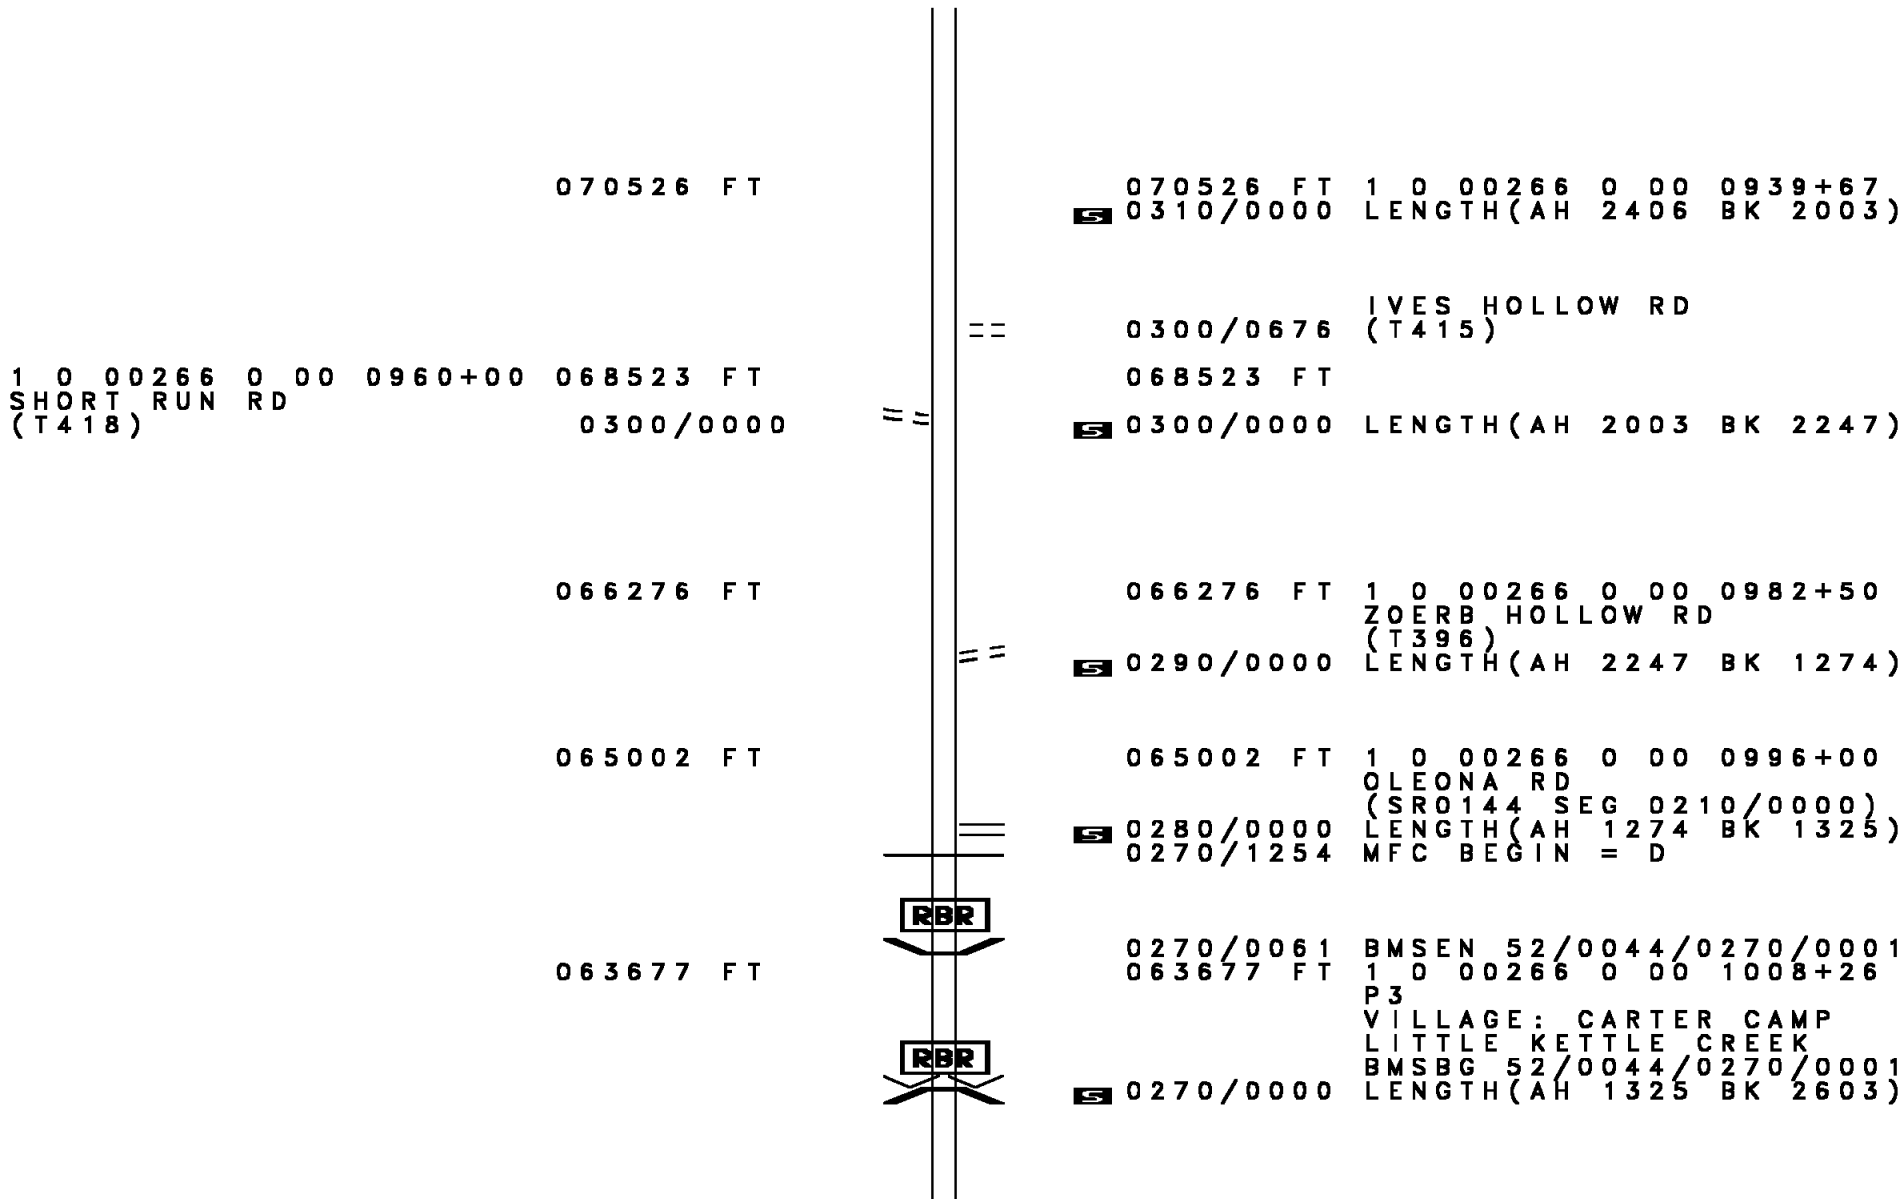 070526 FT 070526 FT 1 0 00266 0 00 0939+67
S 0310/0000 LENGTH(AH 2406 BK 2003)
IVES HOLLOW RD
0300/0676 (T415)
1 0 00266 0 00 0960+00 068523 FT 068523 FT
SHORT RUN RD
(T418) 0300/0000 S 0300/0000 LENGTH(AH 2003 BK 2247)
066276 FT 066276 FT 1 0 00266 0 00 0982+50
ZOERB HOLLOW RD
(T396)
S 0290/0000 LENGTH(AH 2247 BK 1274)
065002 FT 065002 FT 1 0 00266 0 00 0996+00
OLEONA RD
(SR0144 SEG 0210/0000)
S 0280/0000 LENGTH(AH 1274 BK 1325)
0270/1254 MFC BEGIN = D
RBR
0270/0061 BMSEN 52/0044/0270/0001
063677 FT 063677 FT 1 0 00266 0 00 1008+26
P3
VILLAGE: CARTER CAMP
LITTLE KETTLE CREEK
RBR BMSBG 52/0044/0270/0001
S 0270/0000 LENGTH(AH 1325 BK 2603)